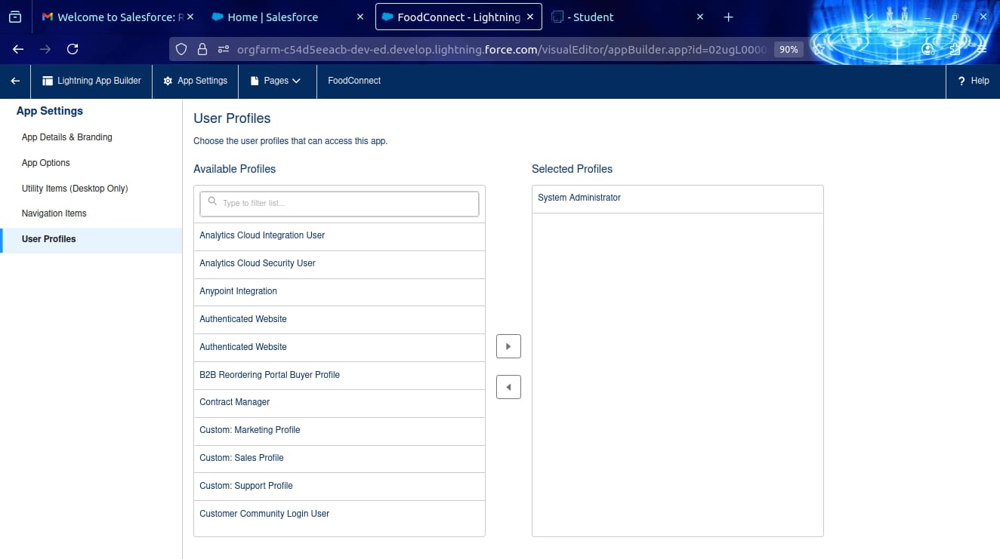 Welcome to Salesforce: R
Home | Salesforce
FoodConnect - Lightning
- Student
orgfarm-c54d5eeacb-dev-ed.develop.lightning.force.com/visualEditor/appBuilder.app?id=02ugL0000
90%
Lightning App Builder
App Settings
Pages
FoodConnect
? Help
App Settings
App Details & Branding
App Options
Utility Items (Desktop Only)
Navigation Items
User Profiles
User Profiles
Choose the user profiles that can access this app.
Available Profiles
Type to filter list...
Analytics Cloud Integration User
Analytics Cloud Security User
Anypoint Integration
Authenticated Website
Authenticated Website
B2B Reordering Portal Buyer Profile
Contract Manager
Custom: Marketing Profile
Custom: Sales Profile
Custom: Support Profile
Customer Community Login User
Selected Profiles
System Administrator